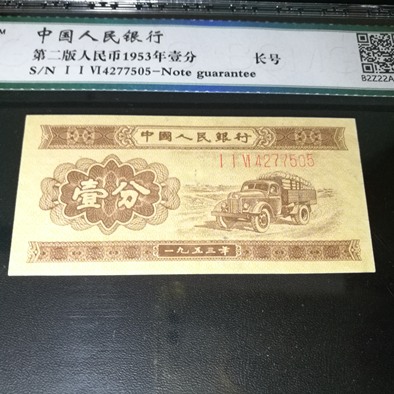 中国人民银行
第二版人民币1953年壹分 长号
S/N I I VI4277505-Note guarantee
B2Z22A
中國人民銀行
I I VI 4277505
壹分
一九五三年